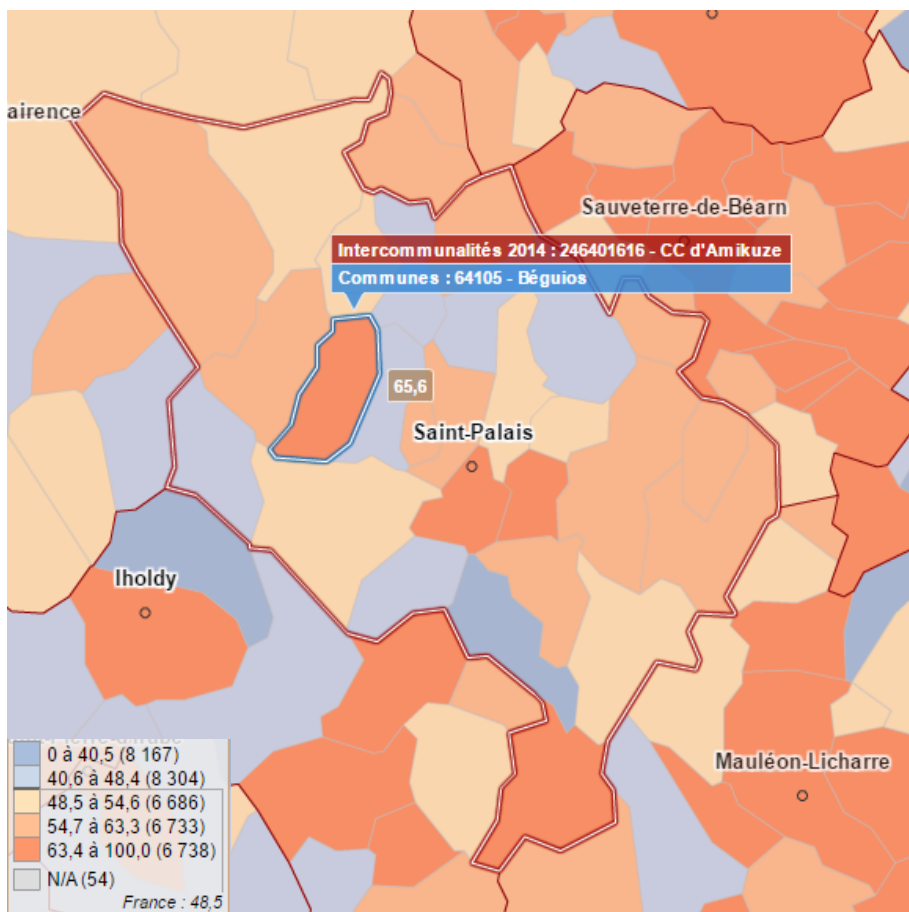 airence
Sauveterre-de-Béarn
Intercommunalités 2014 : 246401616 - CC d'Amikuze
Communes : 64105 - Béguios
65,6
Saint-Palais
Iholdy
Mauléon-Licharre
0 à 40,5 (8 167)
40,6 à 48,4 (8 304)
48,5 à 54,6 (6 686)
54,7 à 63,3 (6 733)
63,4 à 100,0 (6 738)
N/A (54)
France : 48,5